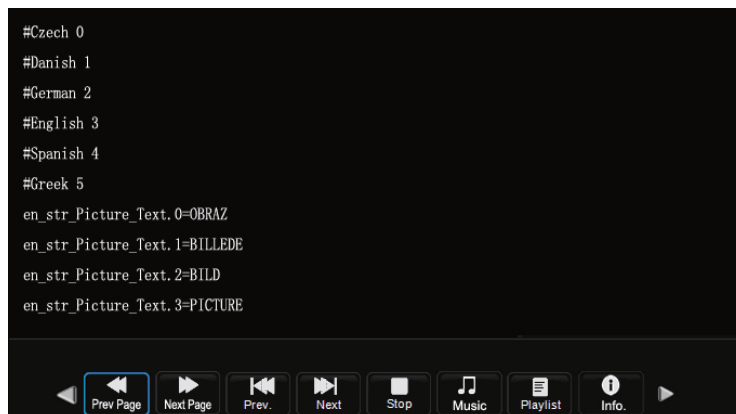 #Czech 0
#Danish 1
#German 2
#English 3
#Spanish 4
#Greek 5
en_str_Picture_Text.0=OBRAZ
en_str_Picture_Text.1=BILLEDE
en_str_Picture_Text.2=BILD
en_str_Picture_Text.3=PICTURE
Prev Page Next Page Prev. Next Stop Music Playlist Info.